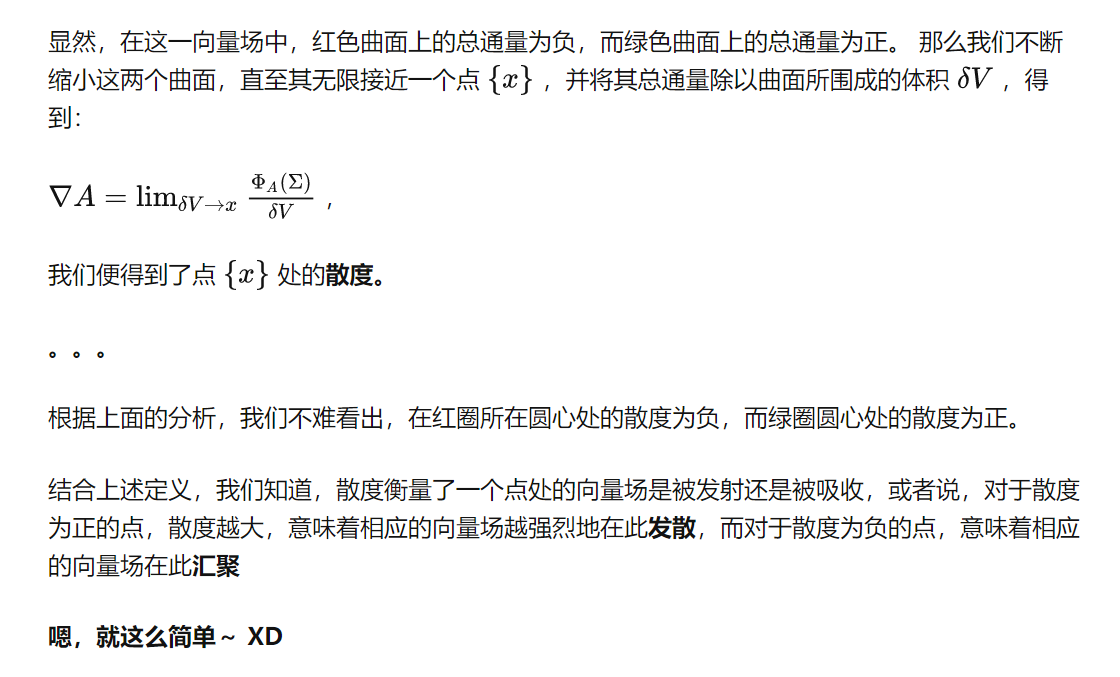 显然，在这一向量场中，红色曲面上的总通量为负，而绿色曲面上的总通量为正。 那么我们不断
缩小这两个曲面，直至其无限接近一个点 {x} ，并将其总通量除以曲面所围成的体积 δV ，得
到：
∇A = lim_{δV→x} Φ_A(Σ)/δV ，
我们便得到了点 {x} 处的散度。
。。。
根据上面的分析，我们不难看出，在红圈所在圆心处的散度为负，而绿圈圆心处的散度为正。
结合上述定义，我们知道，散度衡量了一个点处的向量场是被发射还是被吸收，或者说，对于散度
为正的点，散度越大，意味着相应的向量场越强烈地在此发散，而对于散度为负的点，意味着相应
的向量场在此汇聚
嗯，就这么简单～ XD